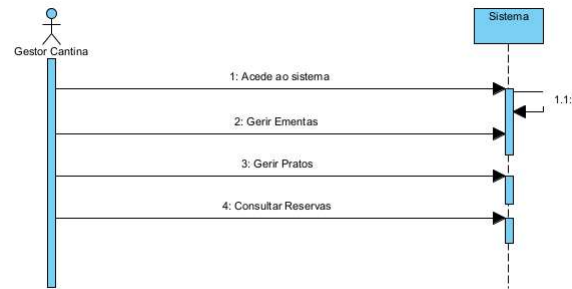 Sistema
Gestor Cantina
1: Acede ao sistema
1.1:
2: Gerir Ementas
3: Gerir Pratos
4: Consultar Reservas